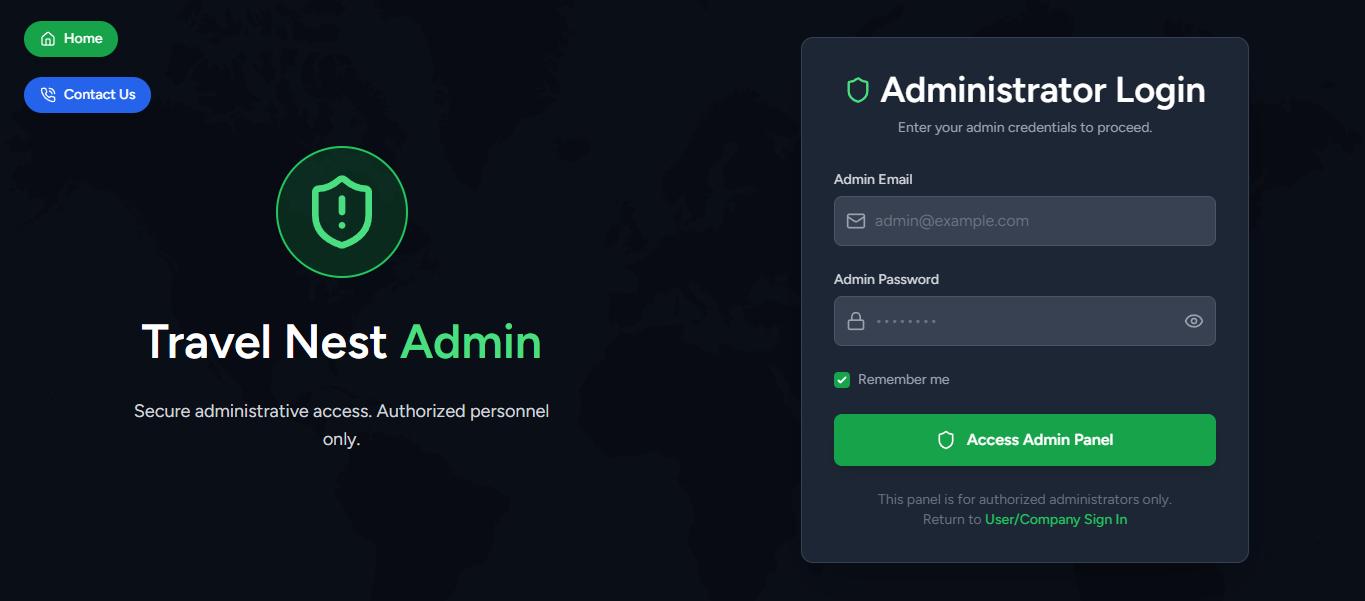 Home
Contact Us
Travel Nest Admin
Secure administrative access. Authorized personnel
only.
Administrator Login
Enter your admin credentials to proceed.
Admin Email
admin@example.com
Admin Password
••••••••
Remember me
Access Admin Panel
This panel is for authorized administrators only.
Return to User/Company Sign In